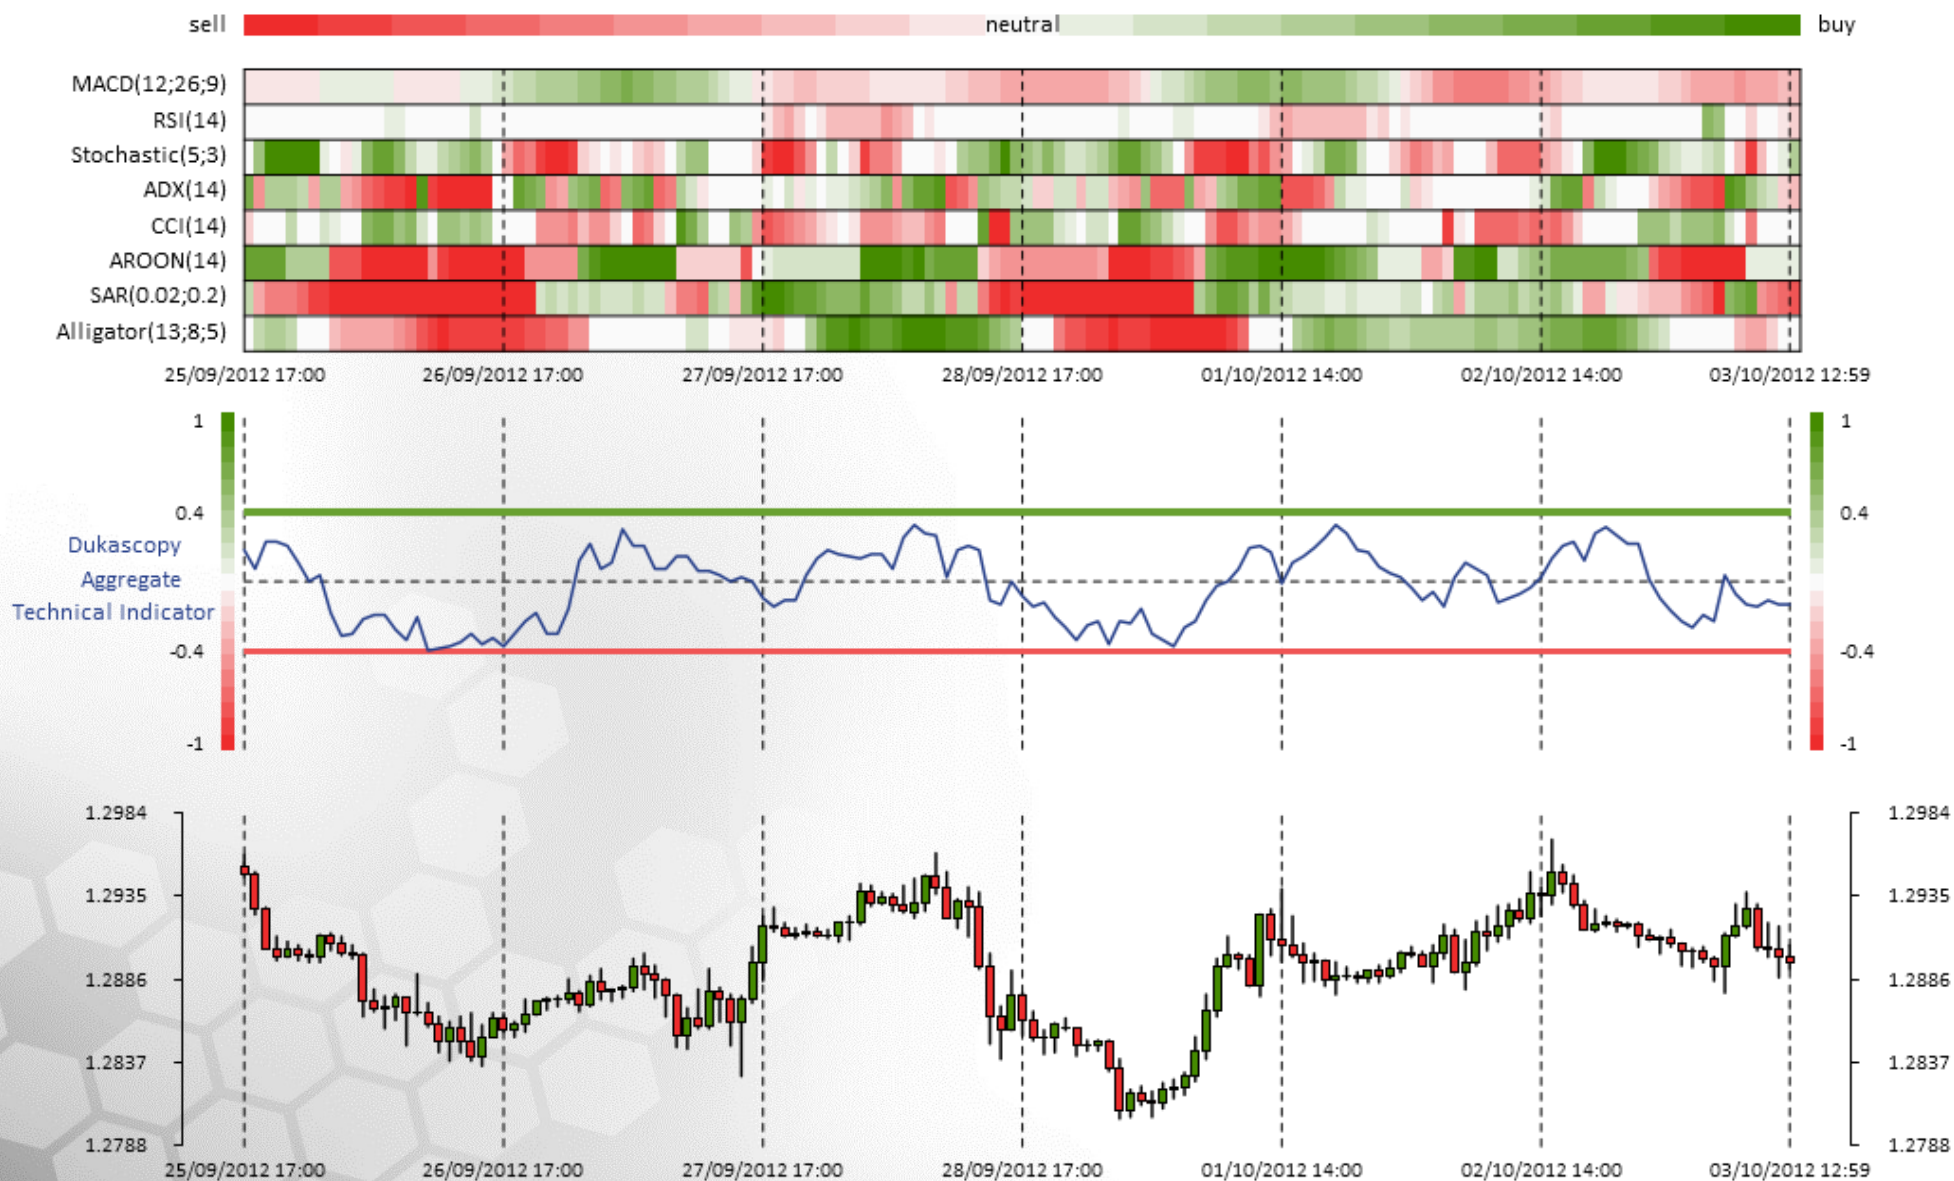 sell neutral buy
MACD(12;26;9)
RSI(14)
Stochastic(5;3)
ADX(14)
CCI(14)
AROON(14)
SAR(0.02;0.2)
Alligator(13;8;5)
25/09/2012 17:00 26/09/2012 17:00 27/09/2012 17:00 28/09/2012 17:00 01/10/2012 14:00 02/10/2012 14:00 03/10/2012 12:59
1 1
0.4 0.4
Dukascopy
Aggregate
Technical Indicator
-0.4 -0.4
-1 -1
1.2984 1.2984
1.2935 1.2935
1.2886 1.2886
1.2837 1.2837
1.2788 1.2788
25/09/2012 17:00 26/09/2012 17:00 27/09/2012 17:00 28/09/2012 17:00 01/10/2012 14:00 02/10/2012 14:00 03/10/2012 12:59